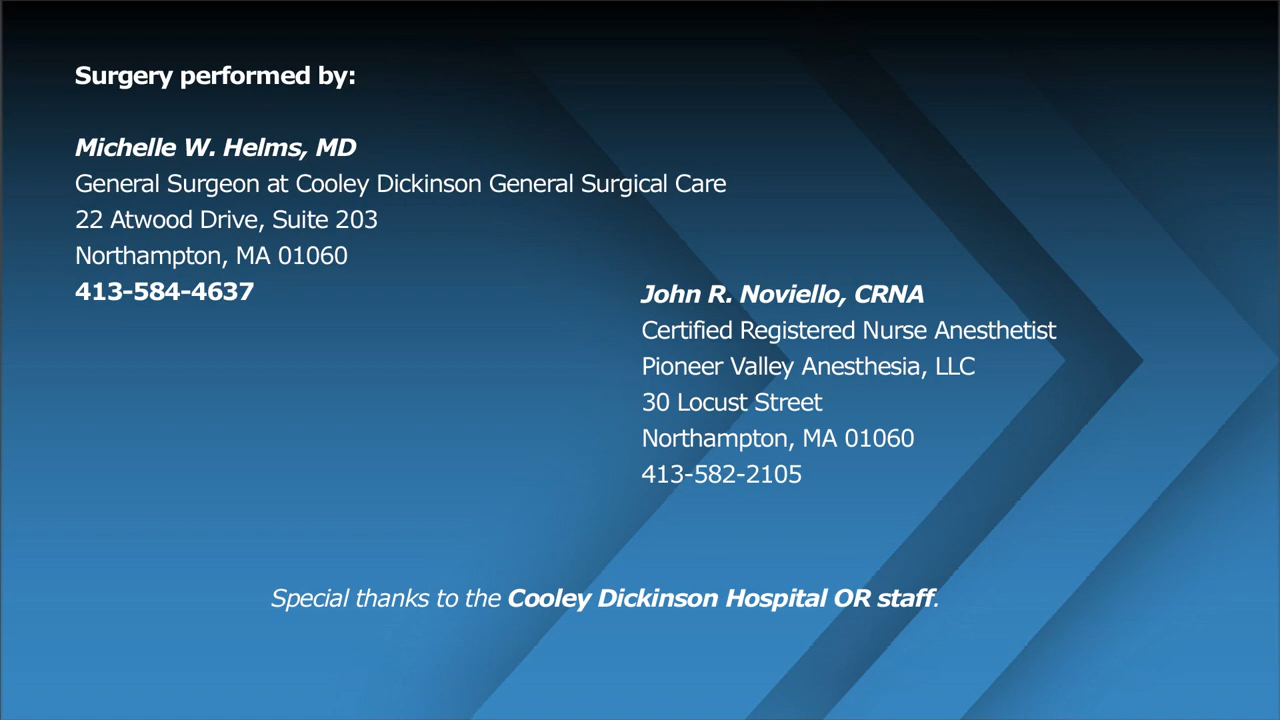 Surgery performed by:
Michelle W. Helms, MD
General Surgeon at Cooley Dickinson General Surgical Care
22 Atwood Drive, Suite 203
Northampton, MA 01060
413-584-4637
John R. Noviello, CRNA
Certified Registered Nurse Anesthetist
Pioneer Valley Anesthesia, LLC
30 Locust Street
Northampton, MA 01060
413-582-2105
Special thanks to the Cooley Dickinson Hospital OR staff.